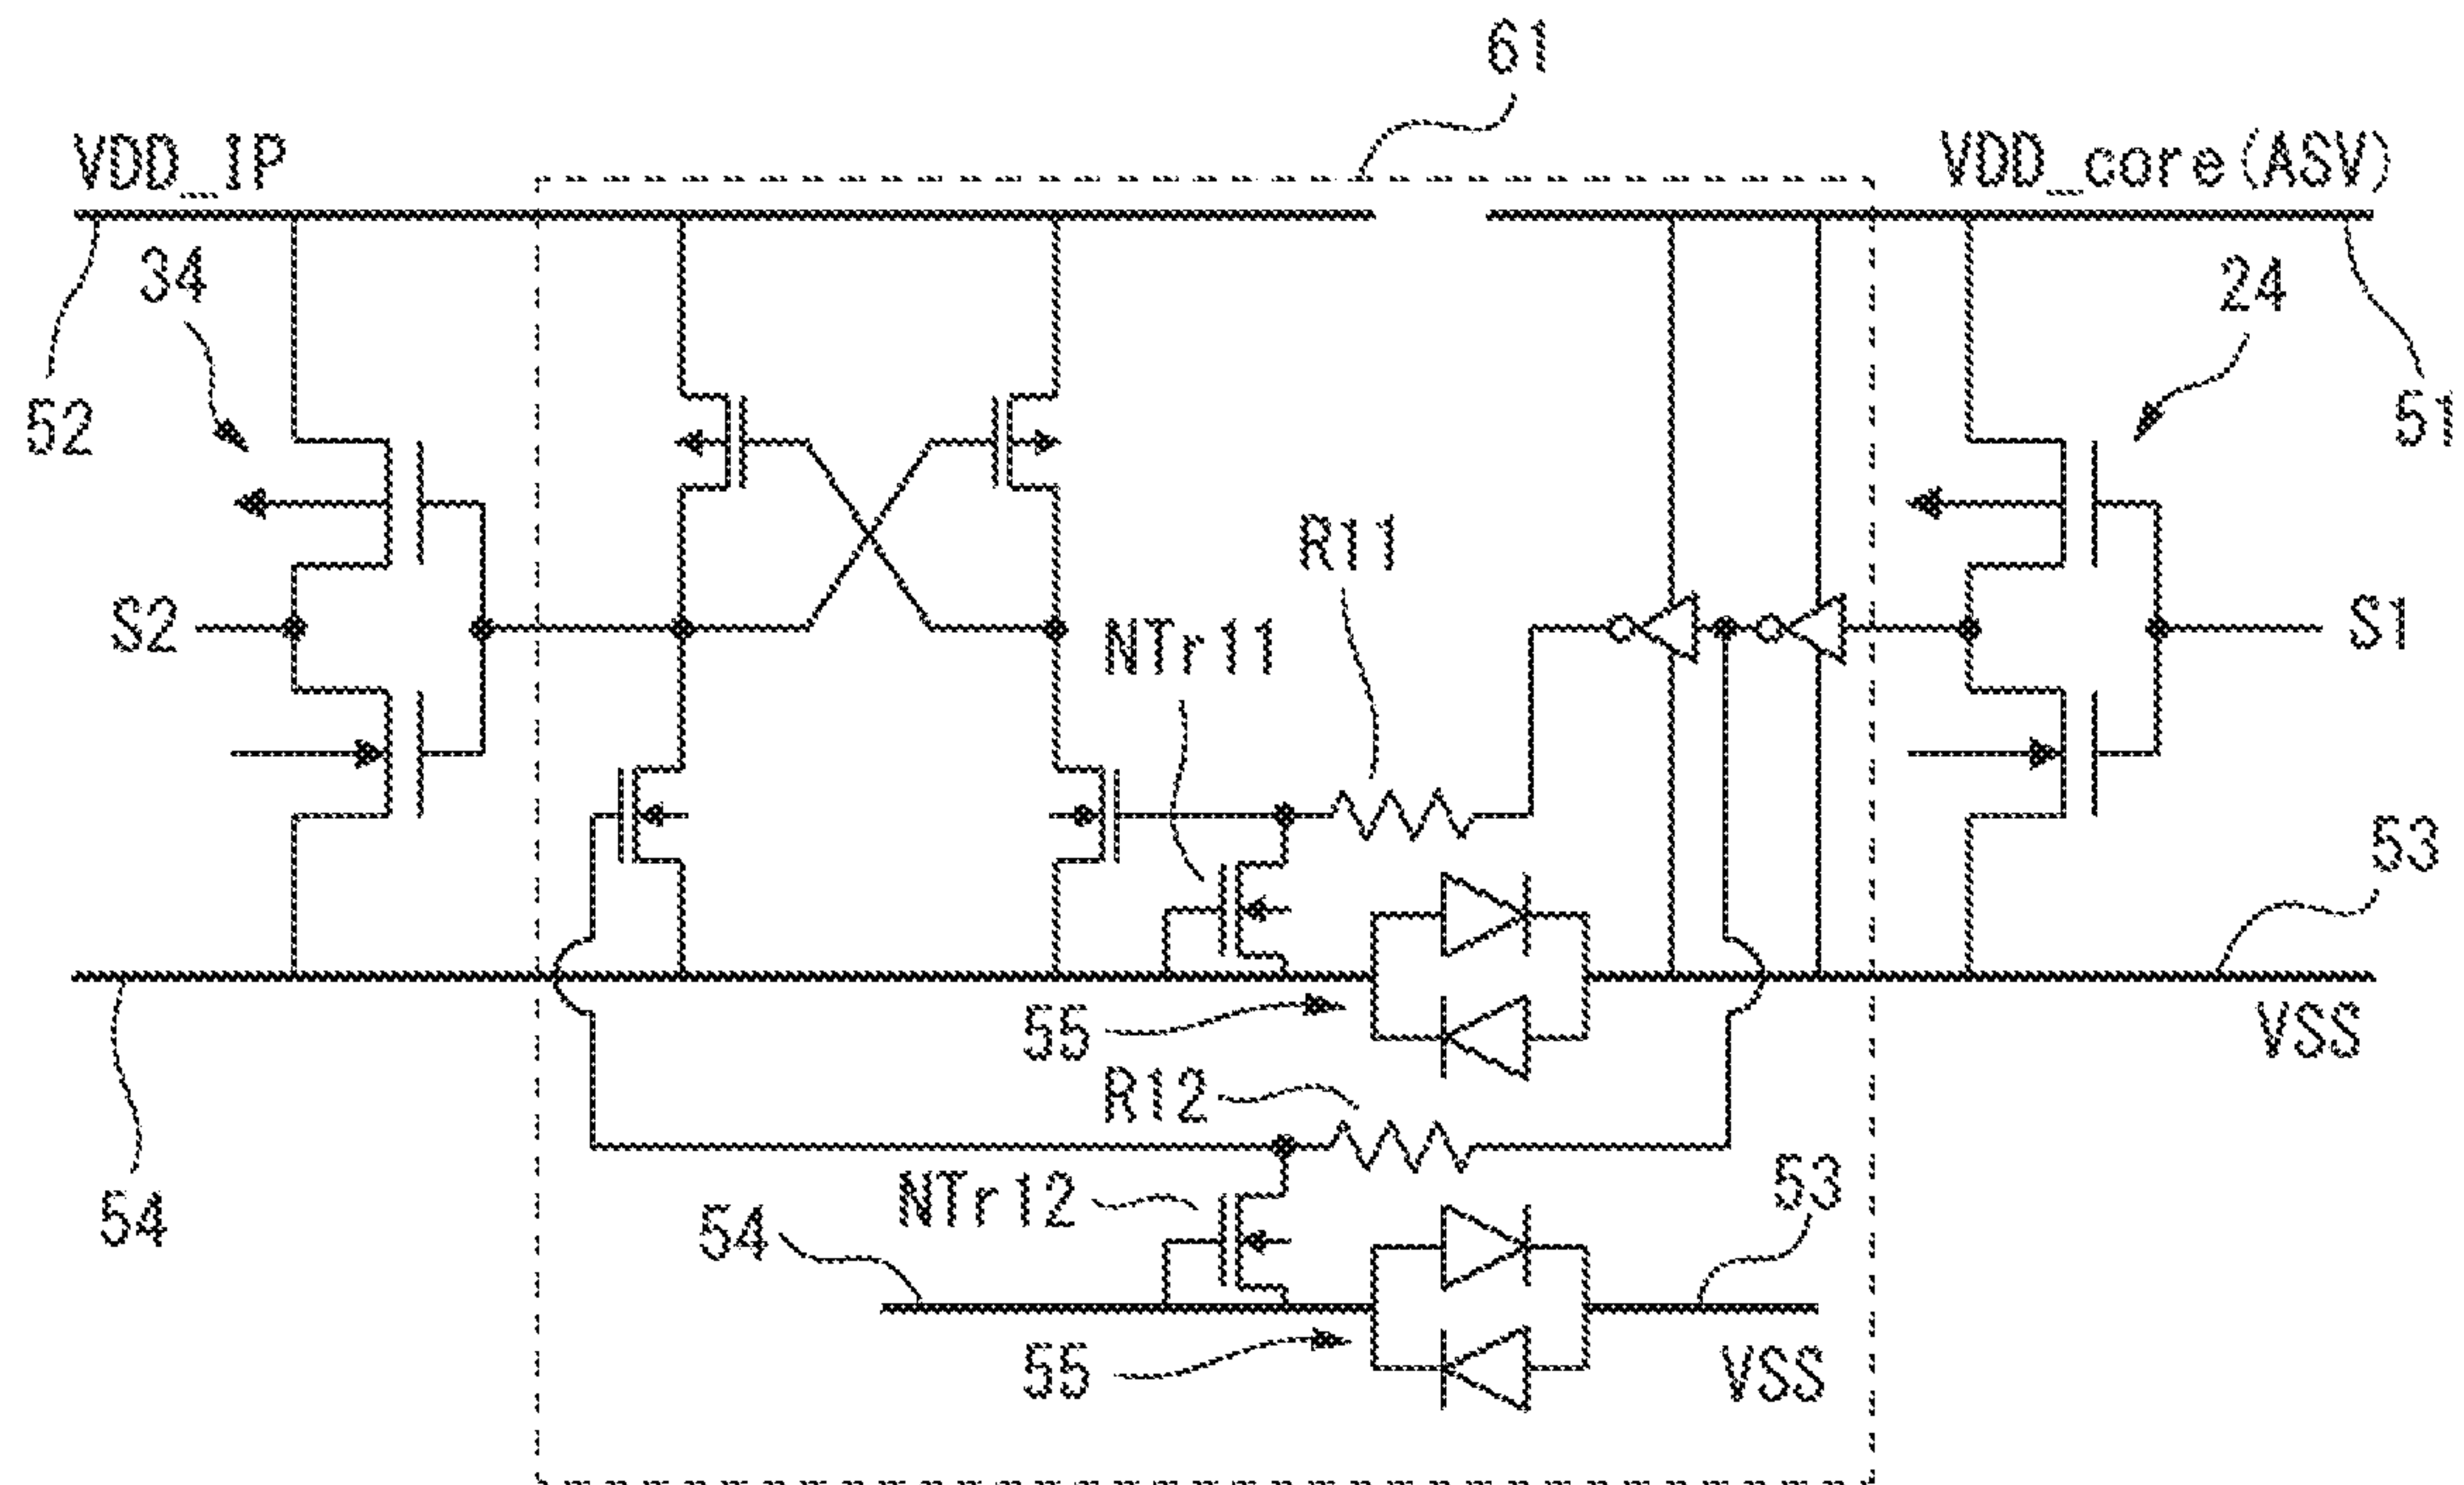 61
VDD_IP
VDD_core(ASV)
34
24
52
51
R11
S2
NTr11
S1
53
55
VSS
R12
54
NTr12
54
53
55
VSS